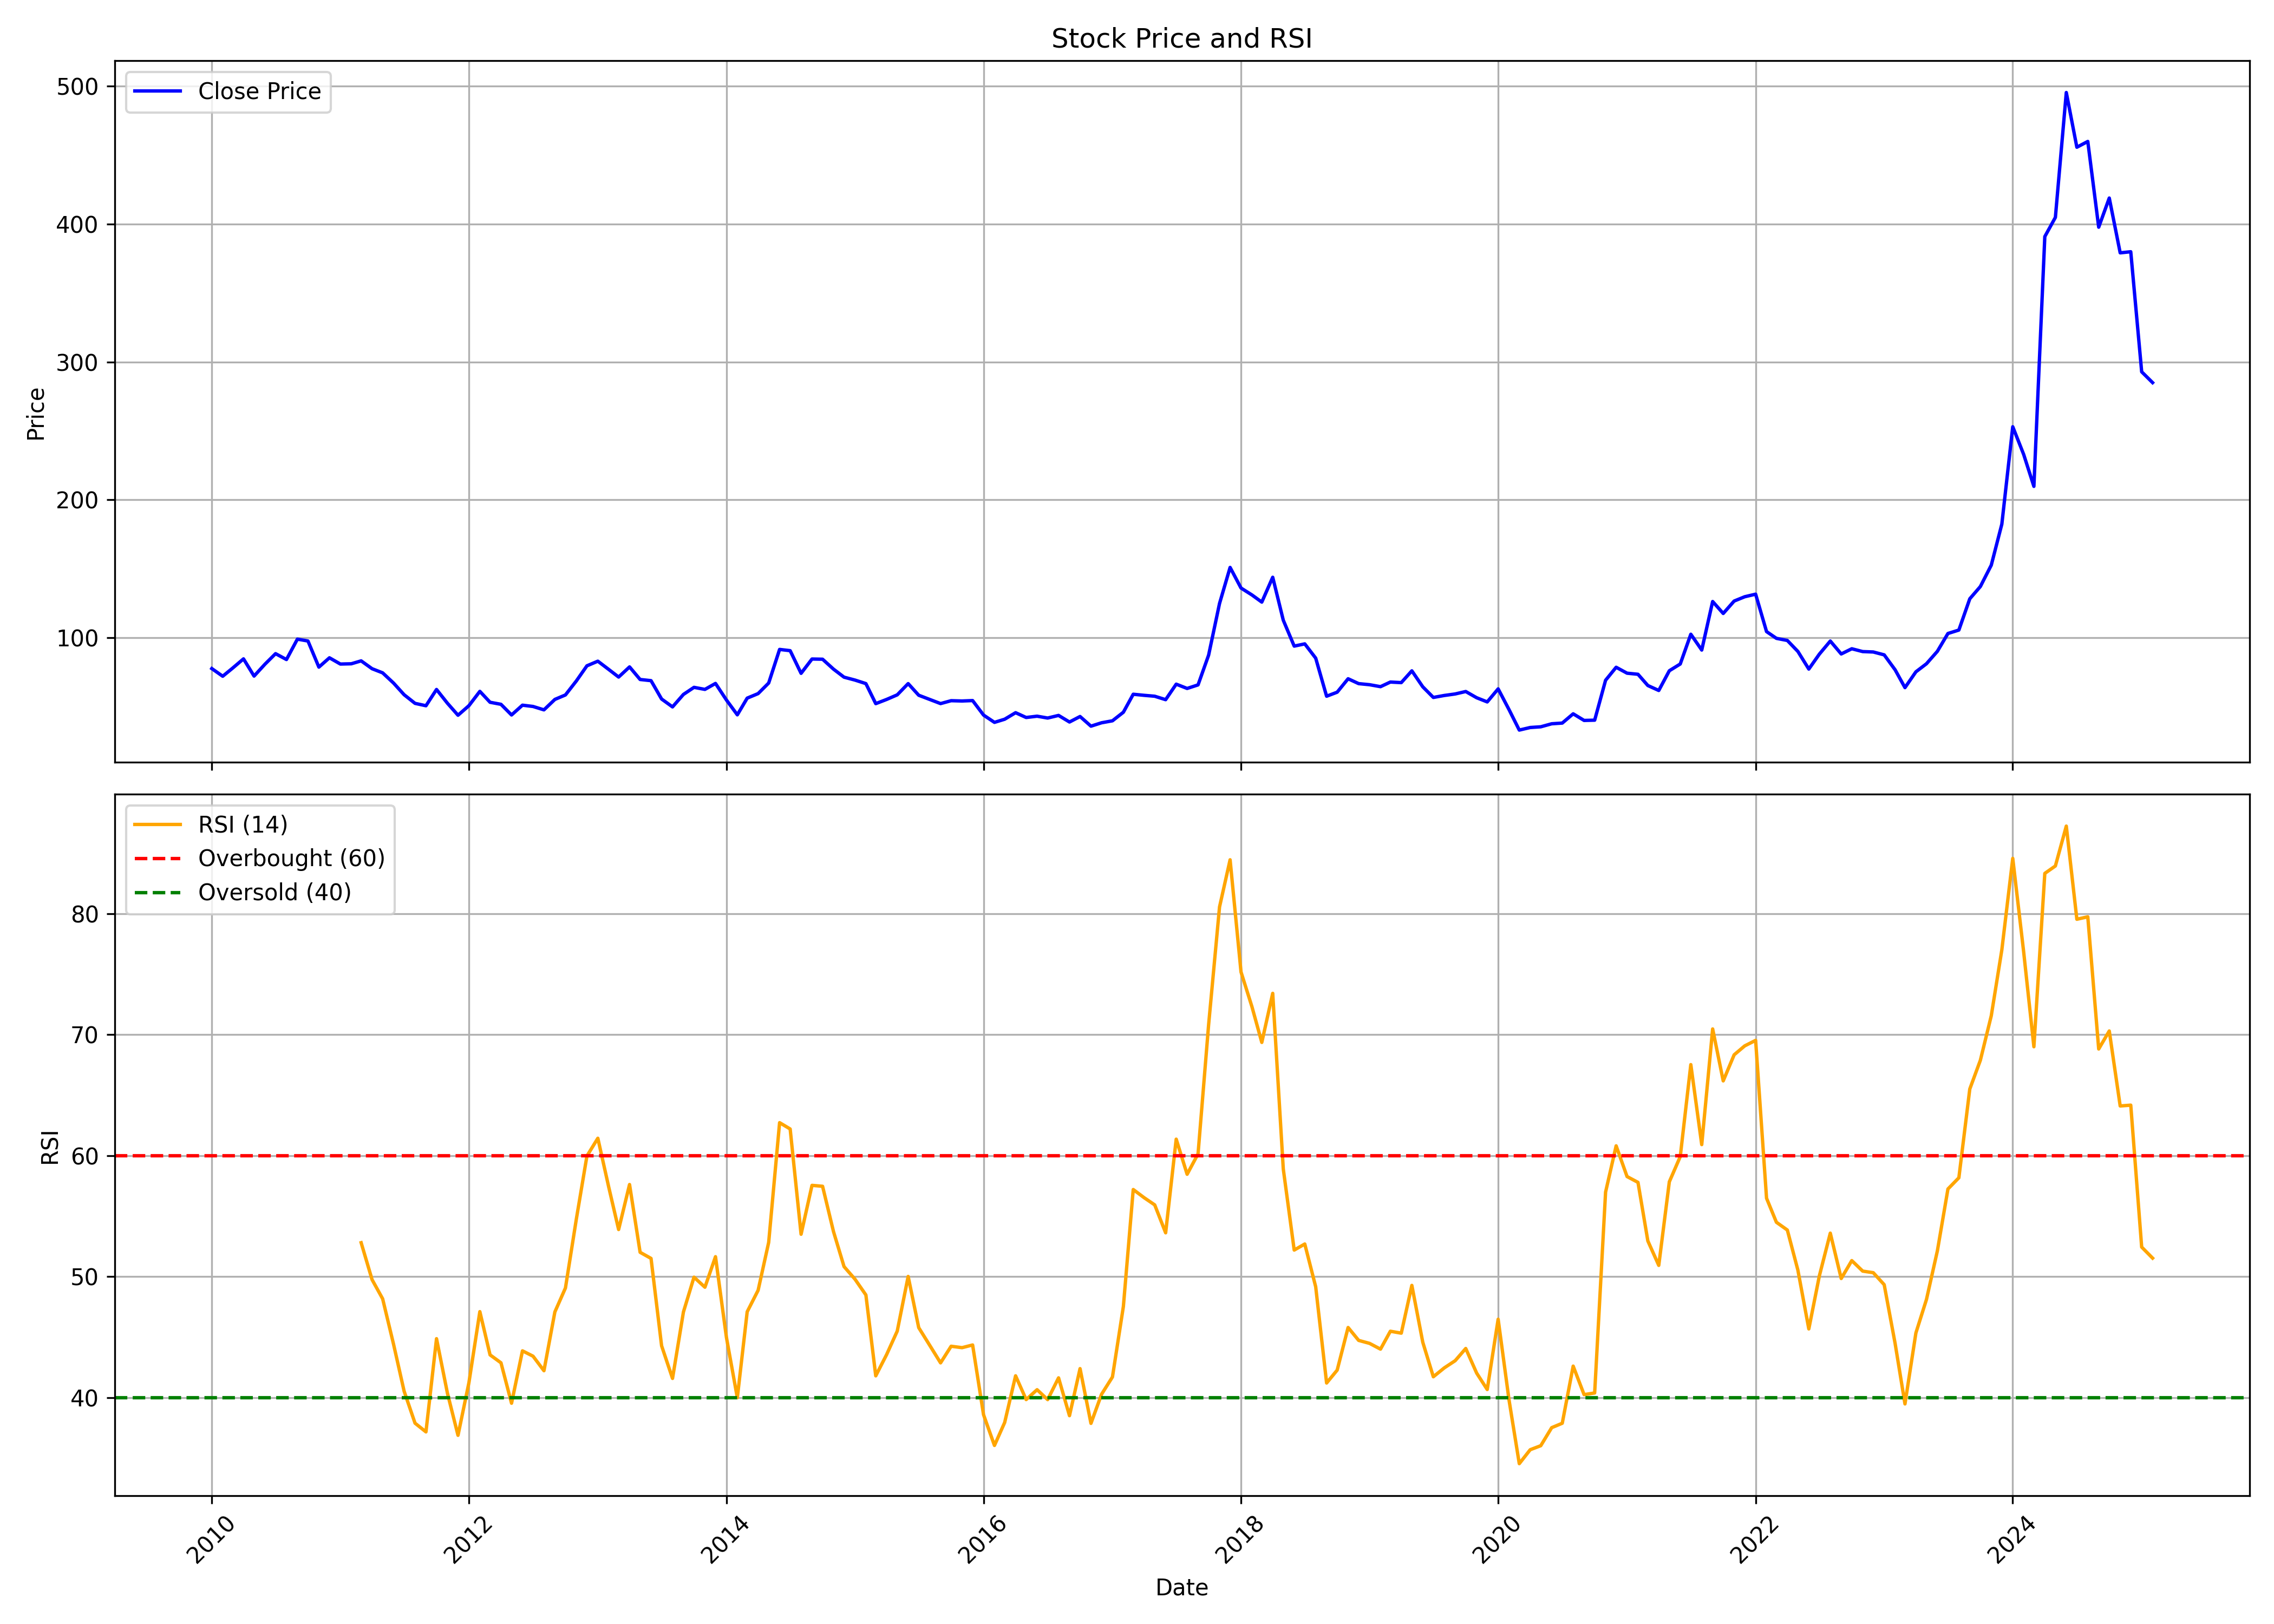 Stock Price and RSI
Close Price
500
400
300
200
100
Price
RSI (14)
Overbought (60)
Oversold (40)
80
70
60
50
40
RSI
2010
2012
2014
2016
2018
2020
2022
2024
Date